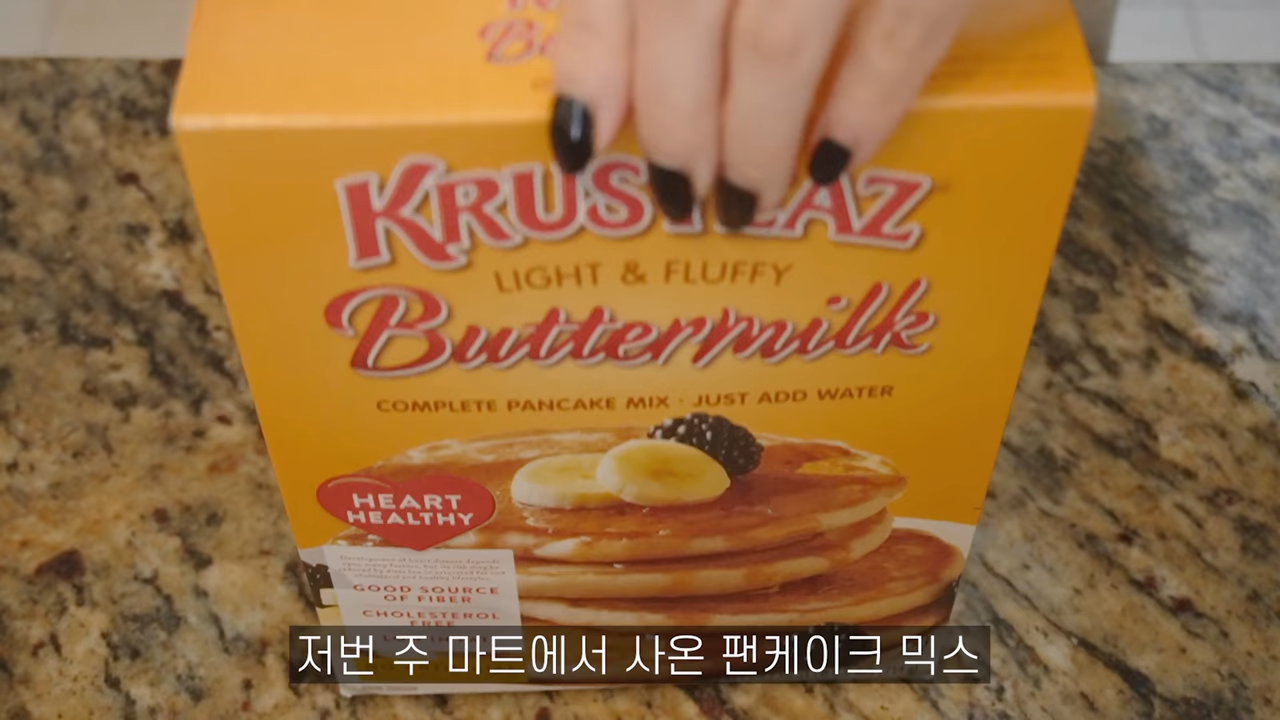 KRUSTEAZ
LIGHT & FLUFFY
Buttermilk
COMPLETE PANCAKE MIX · JUST ADD WATER
HEART
HEALTHY
GOOD SOURCE
OF FIBER
CHOLESTEROL
FREE
저번 주 마트에서 사온 팬케이크 믹스